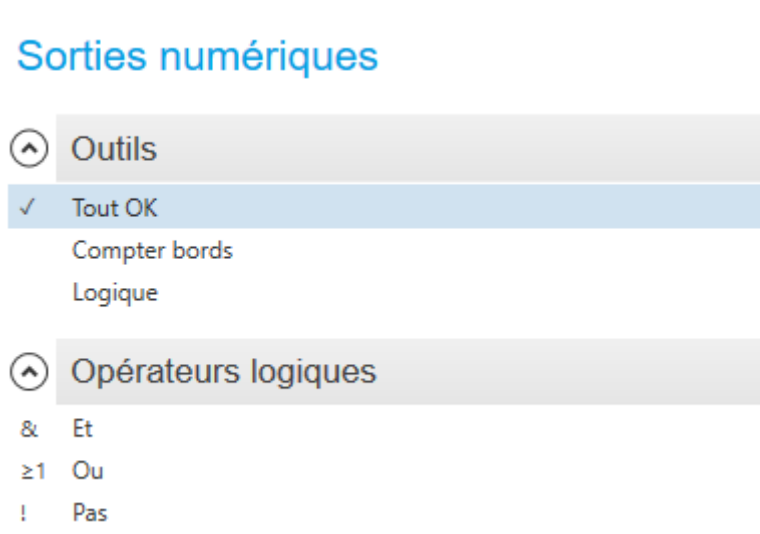 Sorties numériques
Outils
✓ Tout OK
Compter bords
Logique
Opérateurs logiques
& Et
≥1 Ou
! Pas